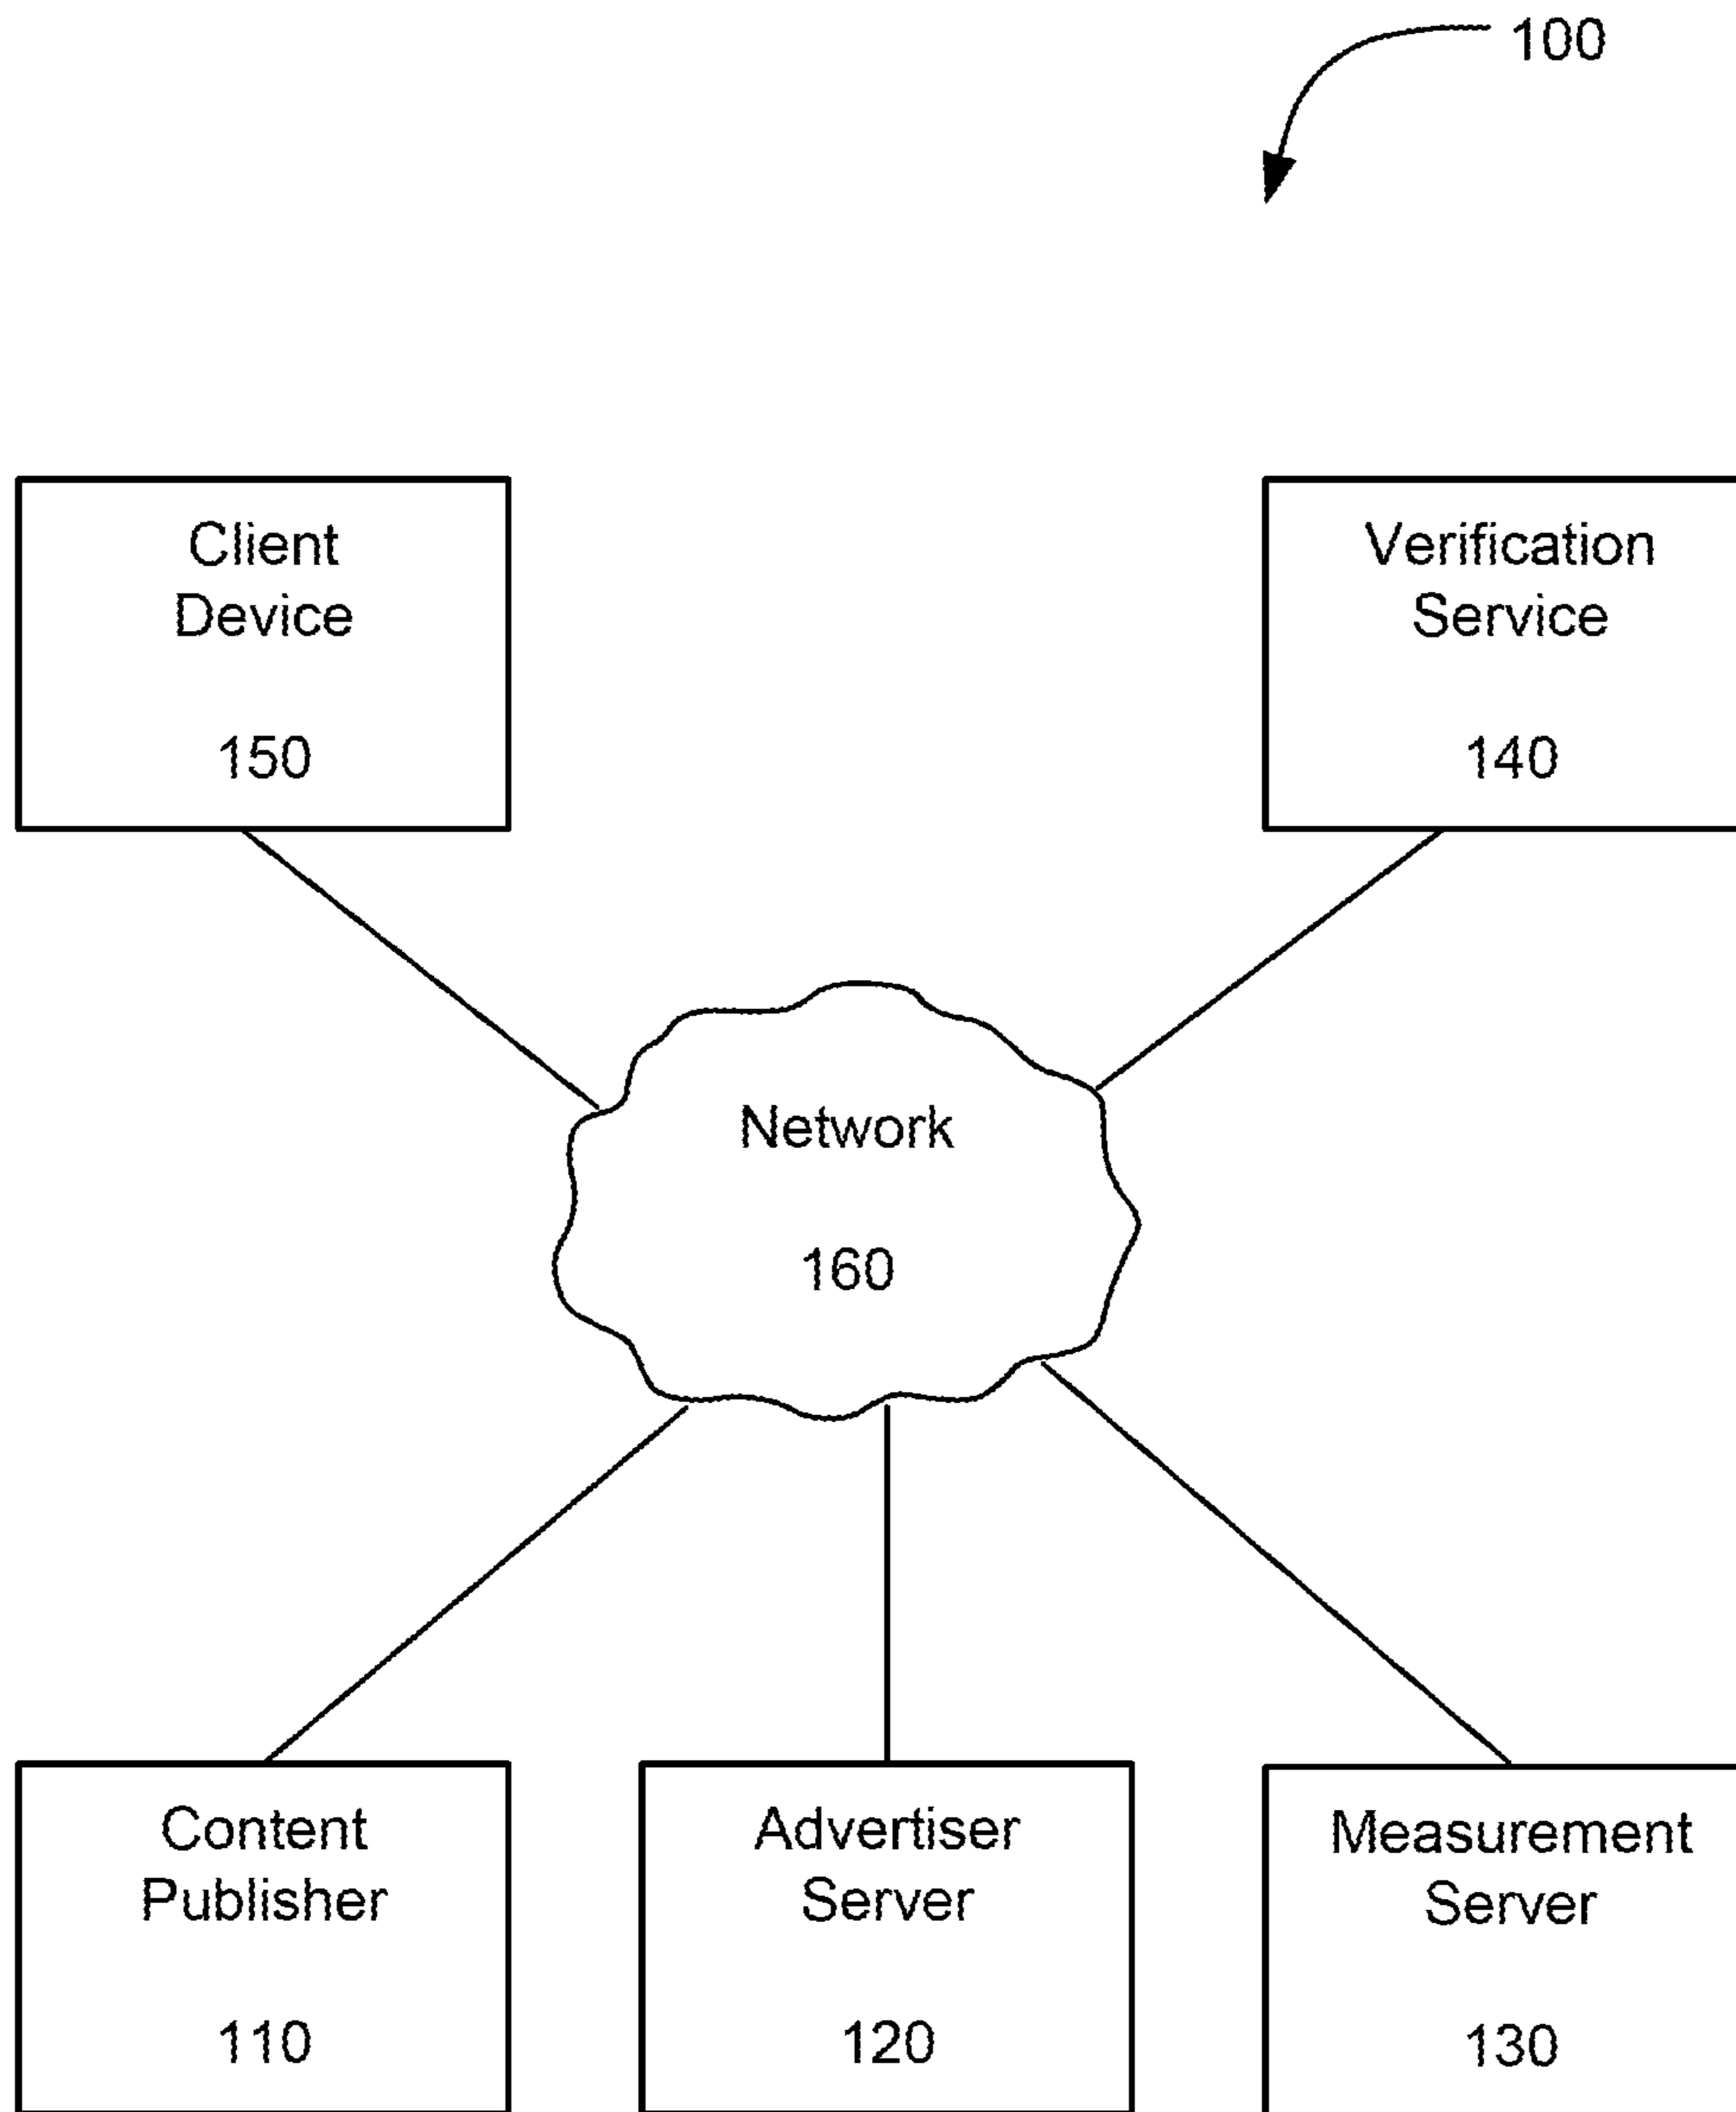 100
Client
Device
150
Verification
Service
140
Network
160
Content
Publisher
110
Advertiser
Server
120
Measurement
Server
130